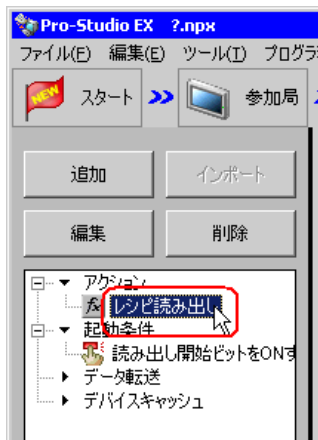 Pro-Studio EX ?.npx
ファイル(F) 編集(E) ツール(T) プログラ
NEW スタート 参加局
追加 インポート
編集 削除
アクション
fx レシピ読み出し
起動条件
読み出し開始ビットをONす
データ転送
デバイスキャッシュ